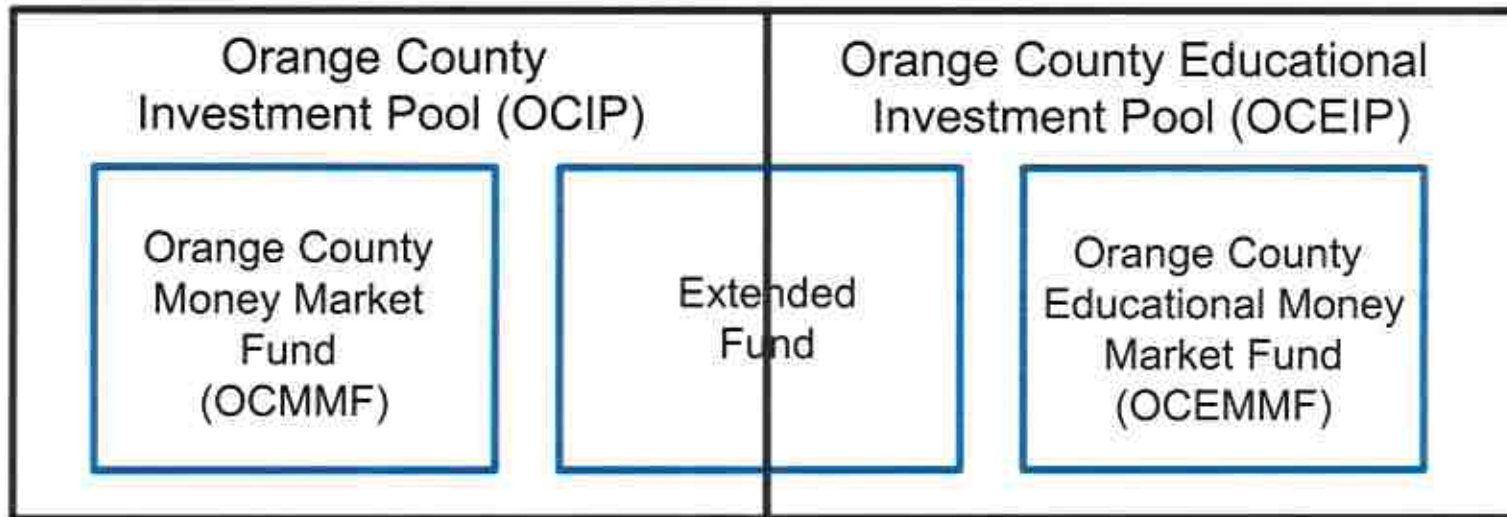 Orange County
Investment Pool (OCIP)
Orange County Educational
Investment Pool (OCEIP)
Orange County
Money Market
Fund
(OCMMF)
Extended
Fund
Orange County
Educational Money
Market Fund
(OCEMMF)